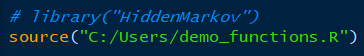 # library("HiddenMarkov")
source("C:/Users/demo_functions.R")